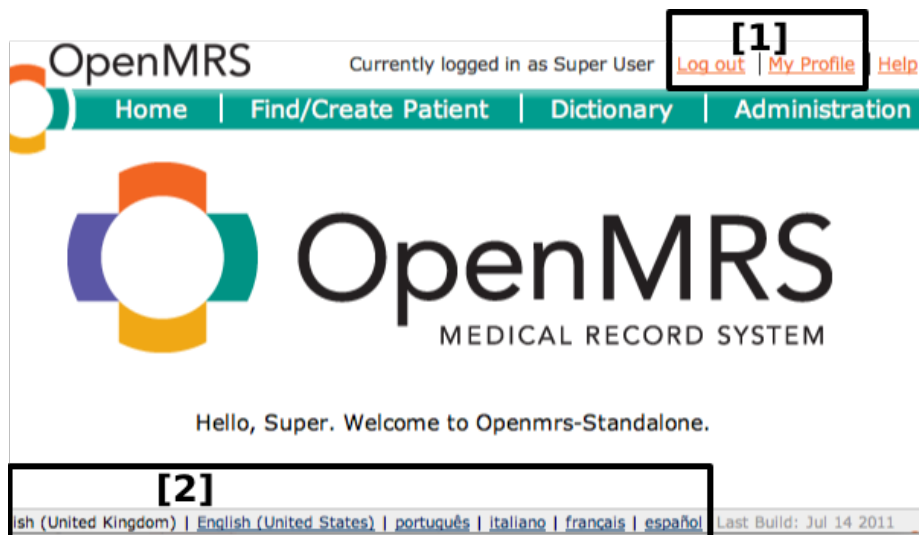 [1]
OpenMRS Currently logged in as Super User Log out | My Profile | Help
Home | Find/Create Patient | Dictionary | Administration
OpenMRS
MEDICAL RECORD SYSTEM
Hello, Super. Welcome to Openmrs-Standalone.
[2]
ish (United Kingdom) | English (United States) | português | italiano | français | español Last Build: Jul 14 2011